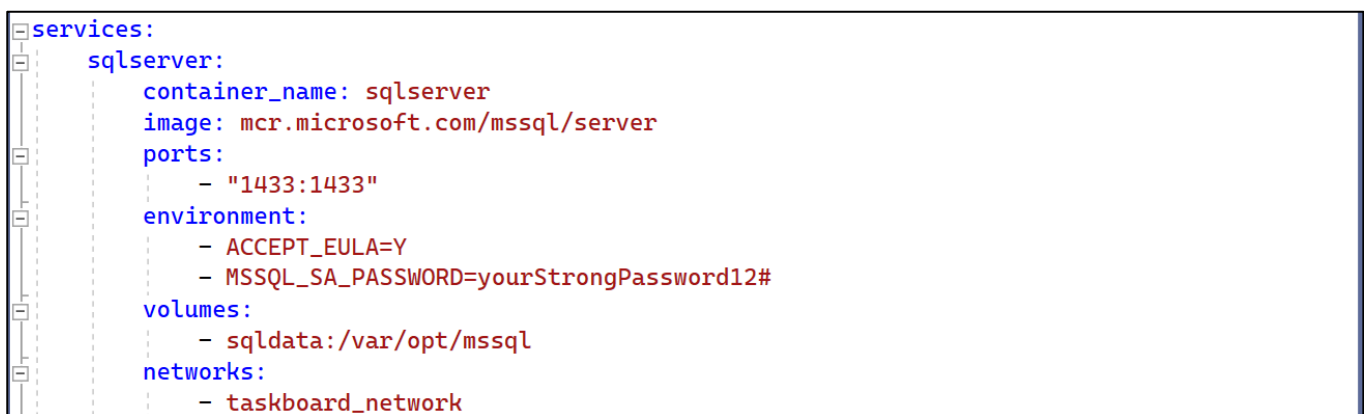 services:
sqlserver:
container_name: sqlserver
image: mcr.microsoft.com/mssql/server
ports:
- "1433:1433"
environment:
- ACCEPT_EULA=Y
- MSSQL_SA_PASSWORD=yourStrongPassword12#
volumes:
- sqldata:/var/opt/mssql
networks:
- taskboard_network